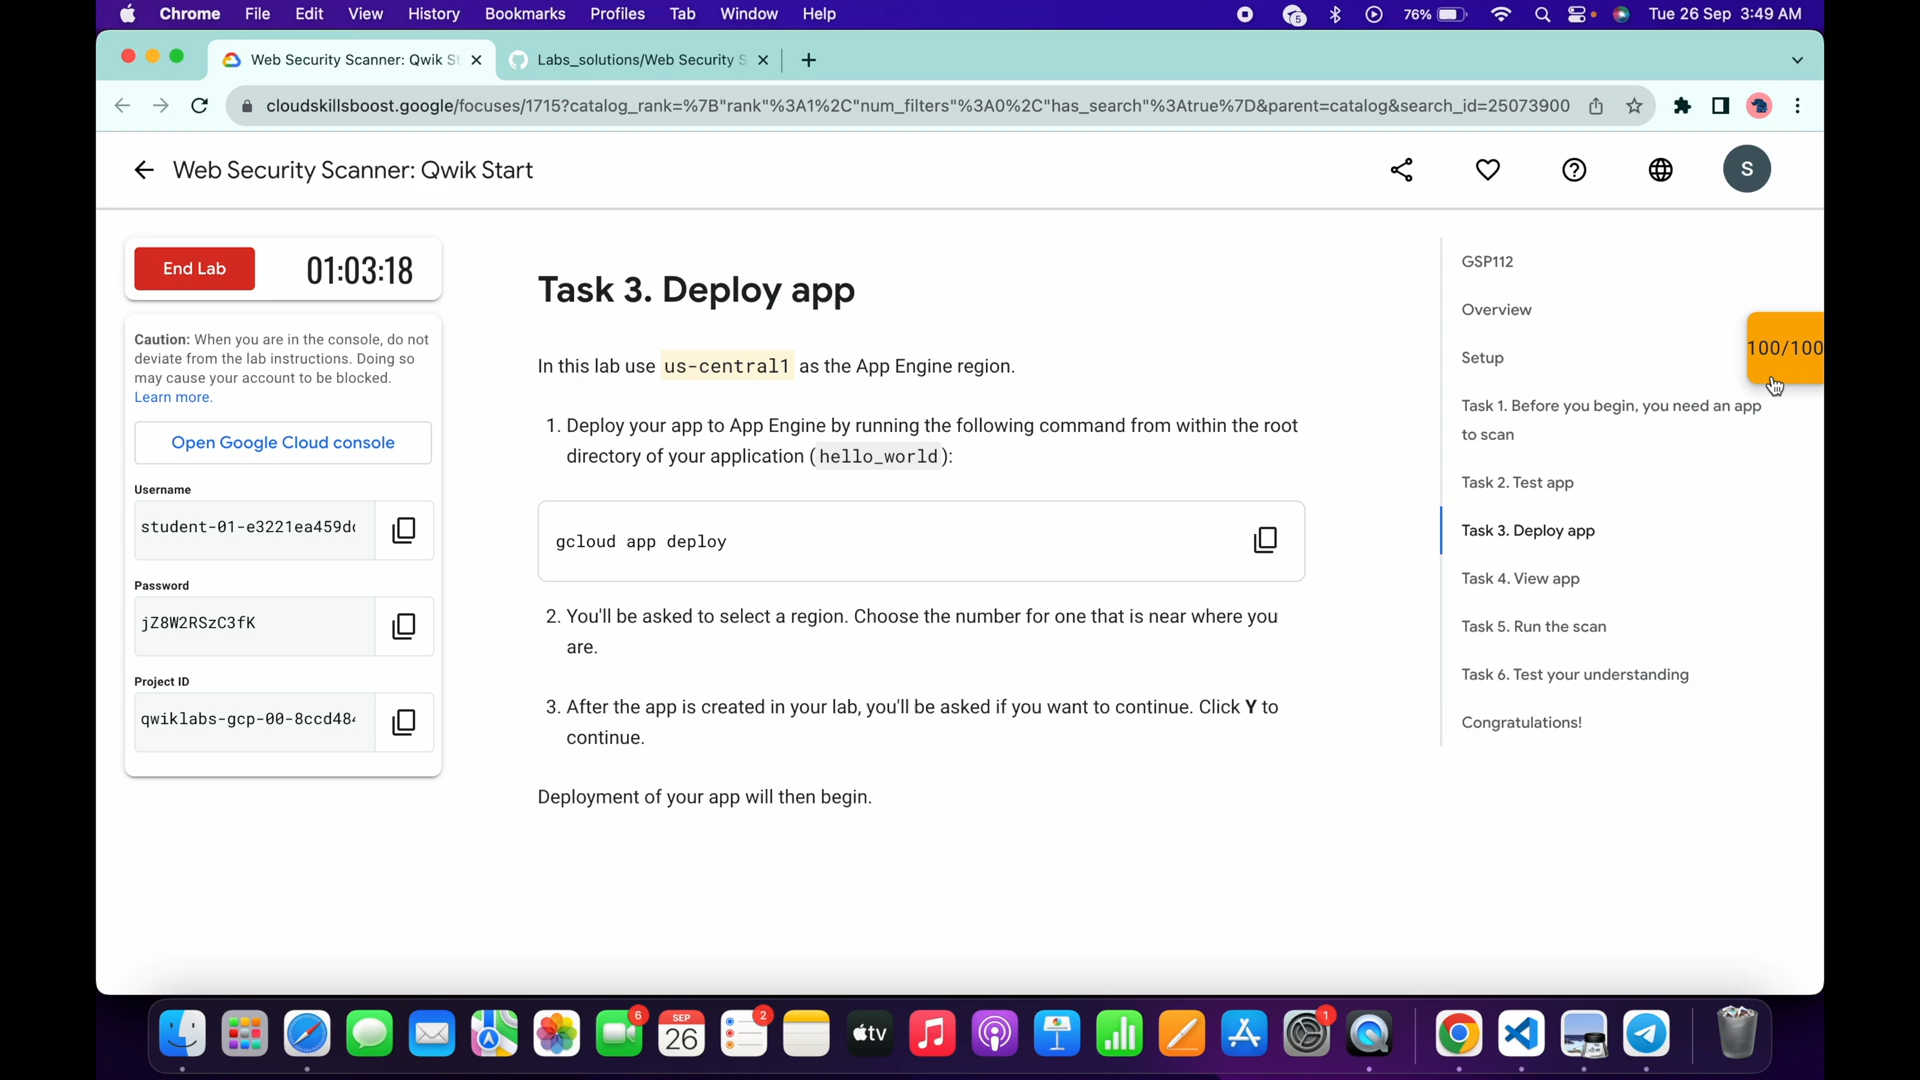 Chrome File Edit View History Bookmarks Profiles Tab Window Help 5 76% Tue 26 Sep 3:49 AM
Web Security Scanner: Qwik St Labs_solutions/Web Security S
cloudskillsboost.google/focuses/1715?catalog_rank=%7B"rank"%3A1%2C"num_filters"%3A0%2C"has_search"%3Atrue%7D&parent=catalog&search_id=25073900
Web Security Scanner: Qwik Start
S
End Lab 01:03:18
Caution: When you are in the console, do not
deviate from the lab instructions. Doing so
may cause your account to be blocked.
Learn more.
Open Google Cloud console
Username
student-01-e3221ea459d
Password
jZ8W2RSzC3fK
Project ID
qwiklabs-gcp-00-8ccd484
Task 3. Deploy app
In this lab use us-central1 as the App Engine region.
1. Deploy your app to App Engine by running the following command from within the root
directory of your application (hello_world):
gcloud app deploy
2. You'll be asked to select a region. Choose the number for one that is near where you
are.
3. After the app is created in your lab, you'll be asked if you want to continue. Click Y to
continue.
Deployment of your app will then begin.
GSP112
Overview
Setup
Task 1. Before you begin, you need an app
to scan
Task 2. Test app
Task 3. Deploy app
Task 4. View app
Task 5. Run the scan
Task 6. Test your understanding
Congratulations!
100/100
6 SEP 26 2 tv 1